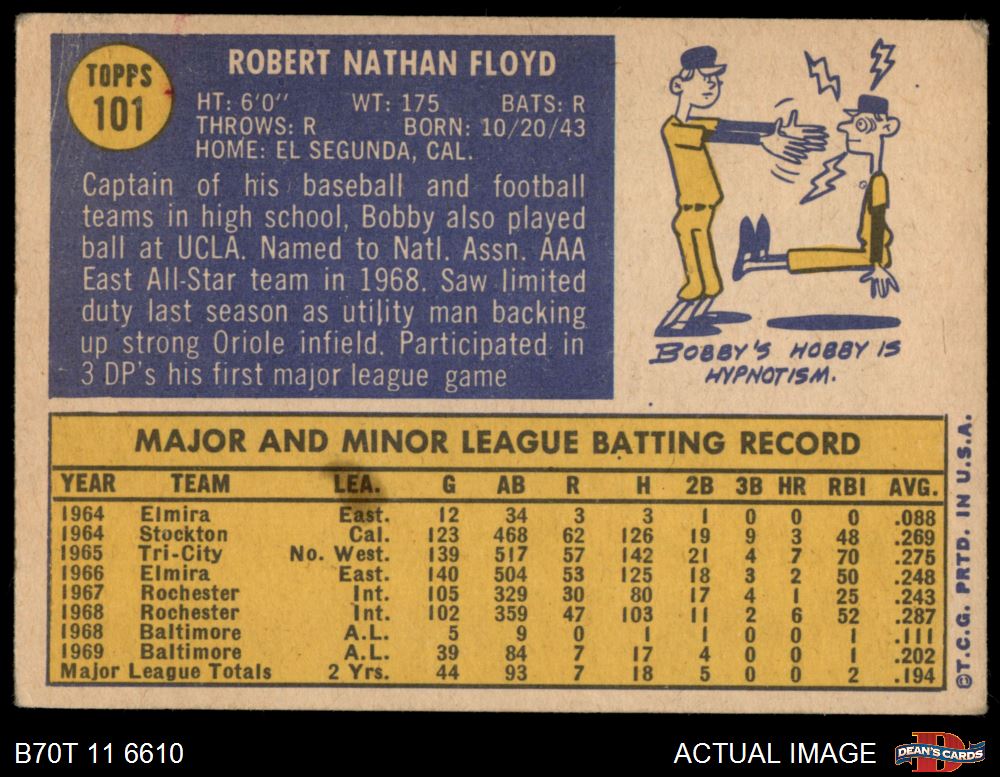 TOPPS
101
ROBERT NATHAN FLOYD
HT: 6'0" WT: 175 BATS: R
THROWS: R BORN: 10/20/43
HOME: EL SEGUNDA, CAL.
Captain of his baseball and football
teams in high school, Bobby also played
ball at UCLA. Named to Natl. Assn. AAA
East All-Star team in 1968. Saw limited
duty last season as utility man backing
up strong Oriole infield. Participated in
3 DP's his first major league game
BOBBY'S HOBBY IS
HYPNOTISM.
MAJOR AND MINOR LEAGUE BATTING RECORD
YEAR TEAM LEA. G AB R H 2B 3B HR RBI AVG.
1964 Elmira East. 12 34 3 3 1 0 0 0 .088
1964 Stockton Cal. 123 468 62 126 19 9 3 48 .269
1965 Tri-City No. West. 139 517 57 142 21 4 7 70 .275
1966 Elmira East. 140 504 53 125 18 3 2 50 .248
1967 Rochester Int. 105 329 30 80 17 4 1 25 .243
1968 Rochester Int. 102 359 47 103 11 2 6 52 .287
1968 Baltimore A.L. 5 9 0 1 1 0 0 1 .111
1969 Baltimore A.L. 39 84 7 17 4 0 0 1 .202
Major League Totals 2 Yrs. 44 93 7 18 5 0 0 2 .194
©T.C.G. PRTD. IN U.S.A.
B70T 11 6610
ACTUAL IMAGE
D
DEAN'S CARDS